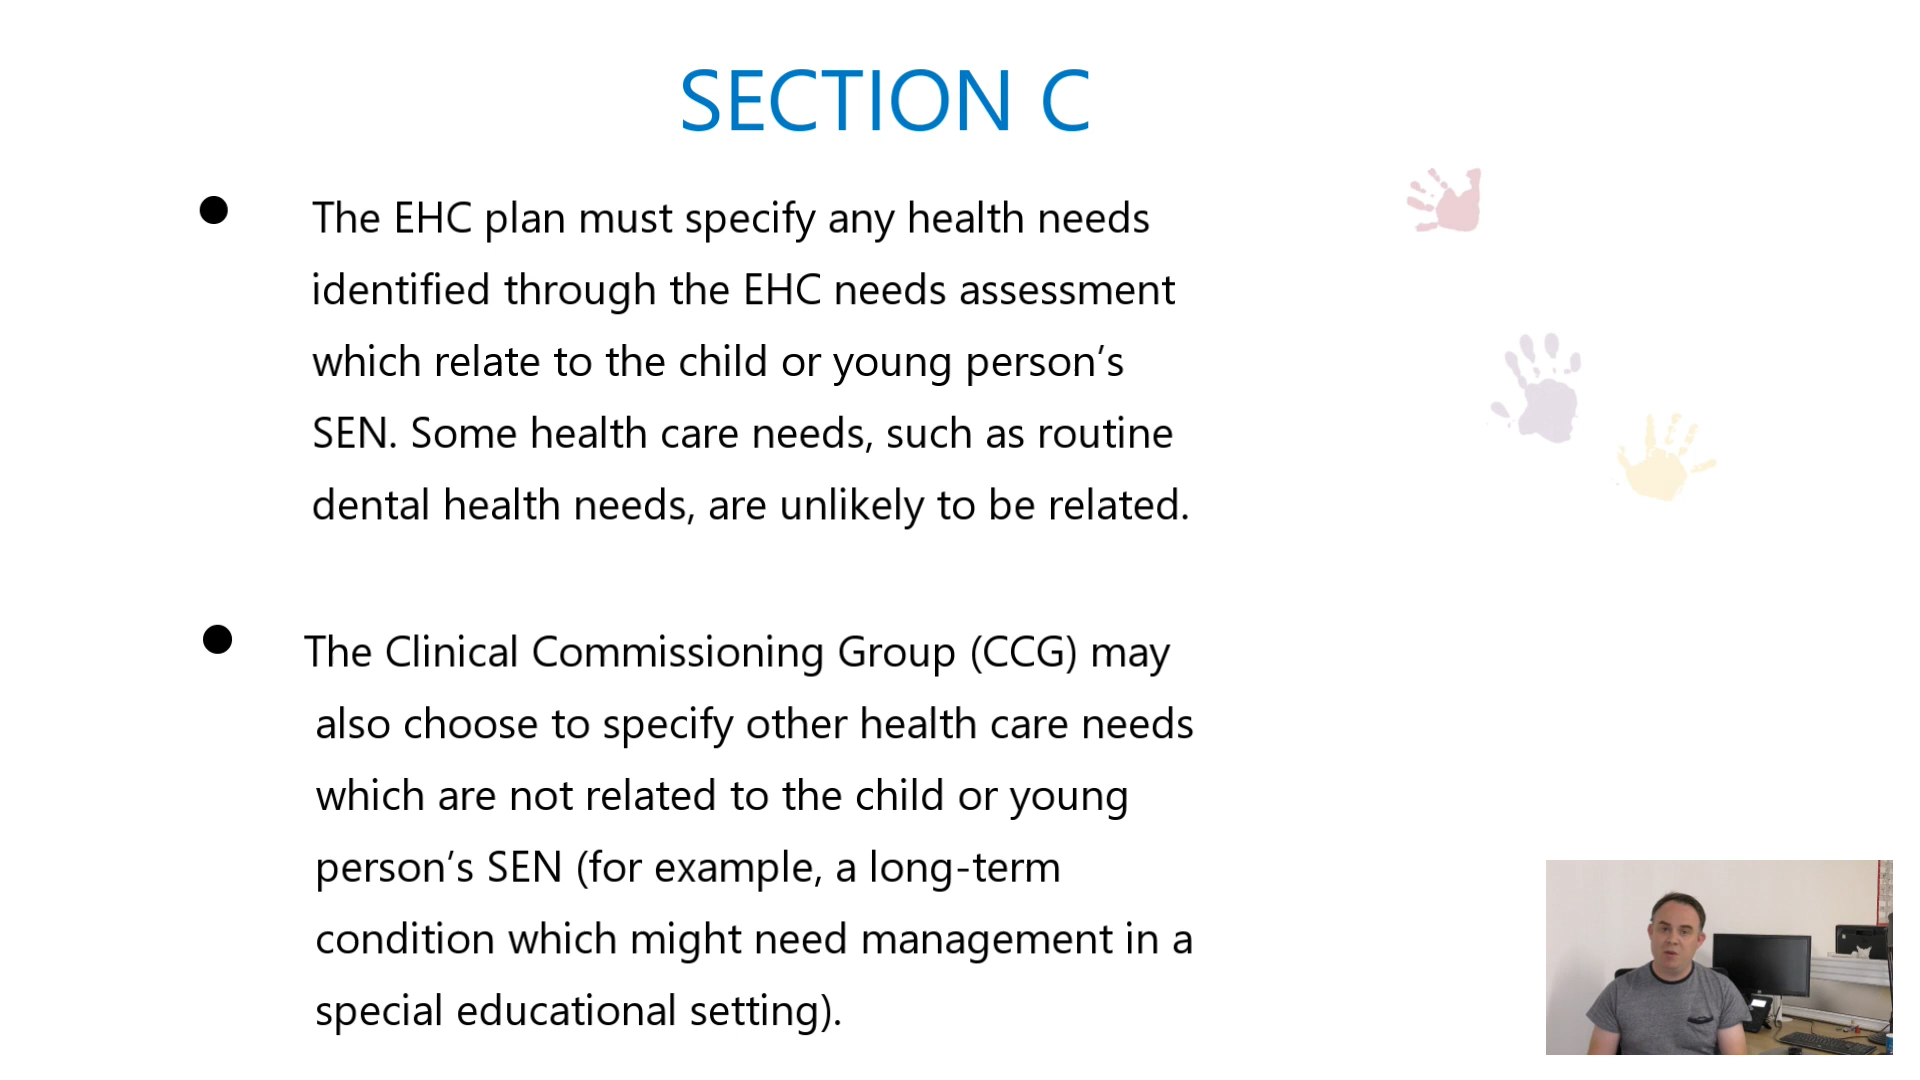 SECTION C
● The EHC plan must specify any health needs
identified through the EHC needs assessment
which relate to the child or young person’s
SEN. Some health care needs, such as routine
dental health needs, are unlikely to be related.
● The Clinical Commissioning Group (CCG) may
also choose to specify other health care needs
which are not related to the child or young
person’s SEN (for example, a long-term
condition which might need management in a
special educational setting).